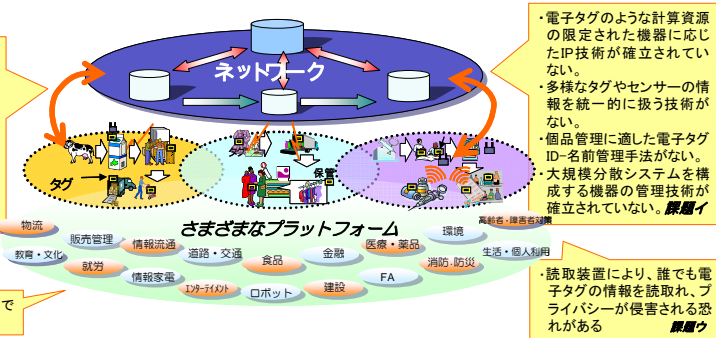 ・電子タグのような計算資源
の限定された機器に応じ
たIP技術が確立されてい
ない。
・多様なタグやセンサーの情
報を統一的に扱う技術が
ない。
・個品管理に適した電子タグ
ID-名前管理手法がない。
・大規模分散システムを構
成する機器の管理技術が
確立されていない。課題イ
ネットワーク
タグ
保管
さまざまなプラットフォーム
物流
販売管理
情報流通
道路・交通
食品
金融
医療・薬品
環境
高齢者・障害者対策
教育・文化
就労
情報家電
エンターテイメント
ロボット
建設
FA
消防・防災
生活・個人利用
で
・読取装置により、誰でも電
子タグの情報を読取れ、プ
ライバシーが侵害される恐
れがある 課題ウ